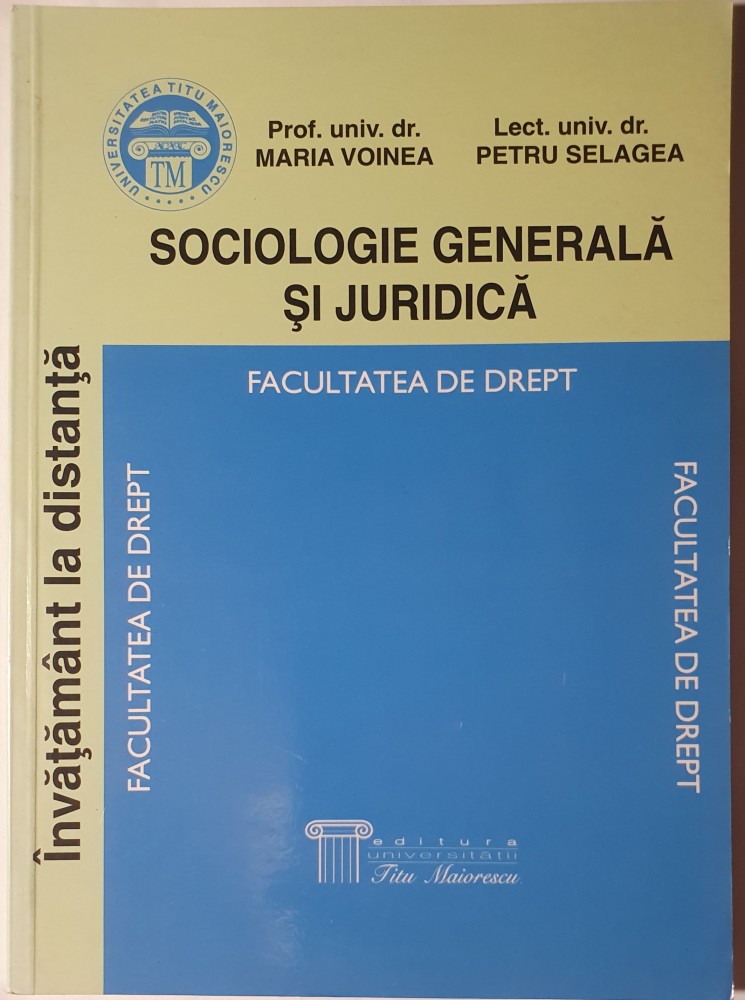 UNIVERSITATEA TITU MAIORESCU
TM
Prof. univ. dr.
MARIA VOINEA
Lect. univ. dr.
PETRU SELAGEA
SOCIOLOGIE GENERALĂ
ŞI JURIDICĂ
Învăţământ la distanţă
FACULTATEA DE DREPT
FACULTATEA DE DREPT
FACULTATEA DE DREPT
editura
universităţii
Titu Maiorescu